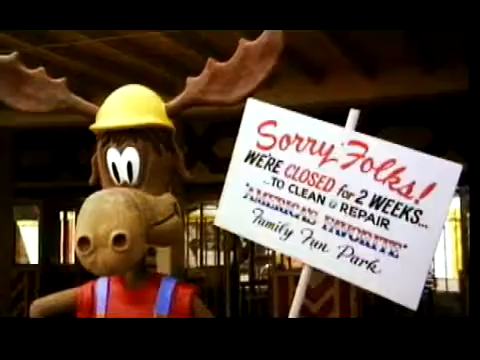 Sorry Folks!
WE'RE CLOSED for 2 WEEKS...
...TO CLEAN & REPAIR
"AMERICA'S FAVORITE"
Family Fun Park